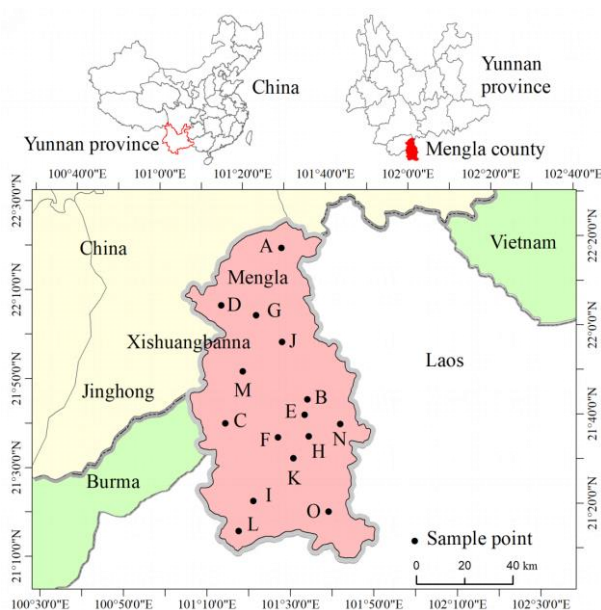 China
Yunnan province
Yunnan
province
Mengla county
100°40'0"E 101°0'0"E 101°20'0"E 101°40'0"E 102°0'0"E 102°20'0"E 102°40'0"E
22°30'0"N
22°10'0"N
21°50'0"N
21°30'0"N
21°10'0"N
22°20'0"N
22°0'0"N
21°40'0"N
21°20'0"N
China
Vietnam
A
Mengla
D
G
Xishuangbanna
J
Laos
M
Jinghong
B
E
C
N
F
H
K
Burma
I
O
L
Sample point
0 20 40 km
100°30'0"E 100°50'0"E 101°10'0"E 101°30'0"E 101°50'0"E 102°10'0"E 102°30'0"E